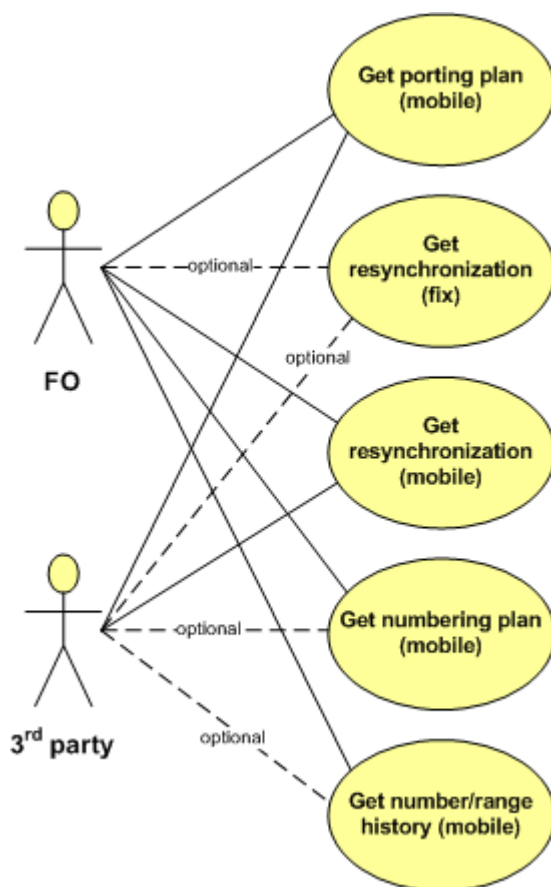 Get porting plan
(mobile)
optional
Get
resynchronization
(fix)
optional
FO
Get
resynchronization
(mobile)
optional
Get numbering plan
(mobile)
3rd party
optional
Get number/range
history (mobile)